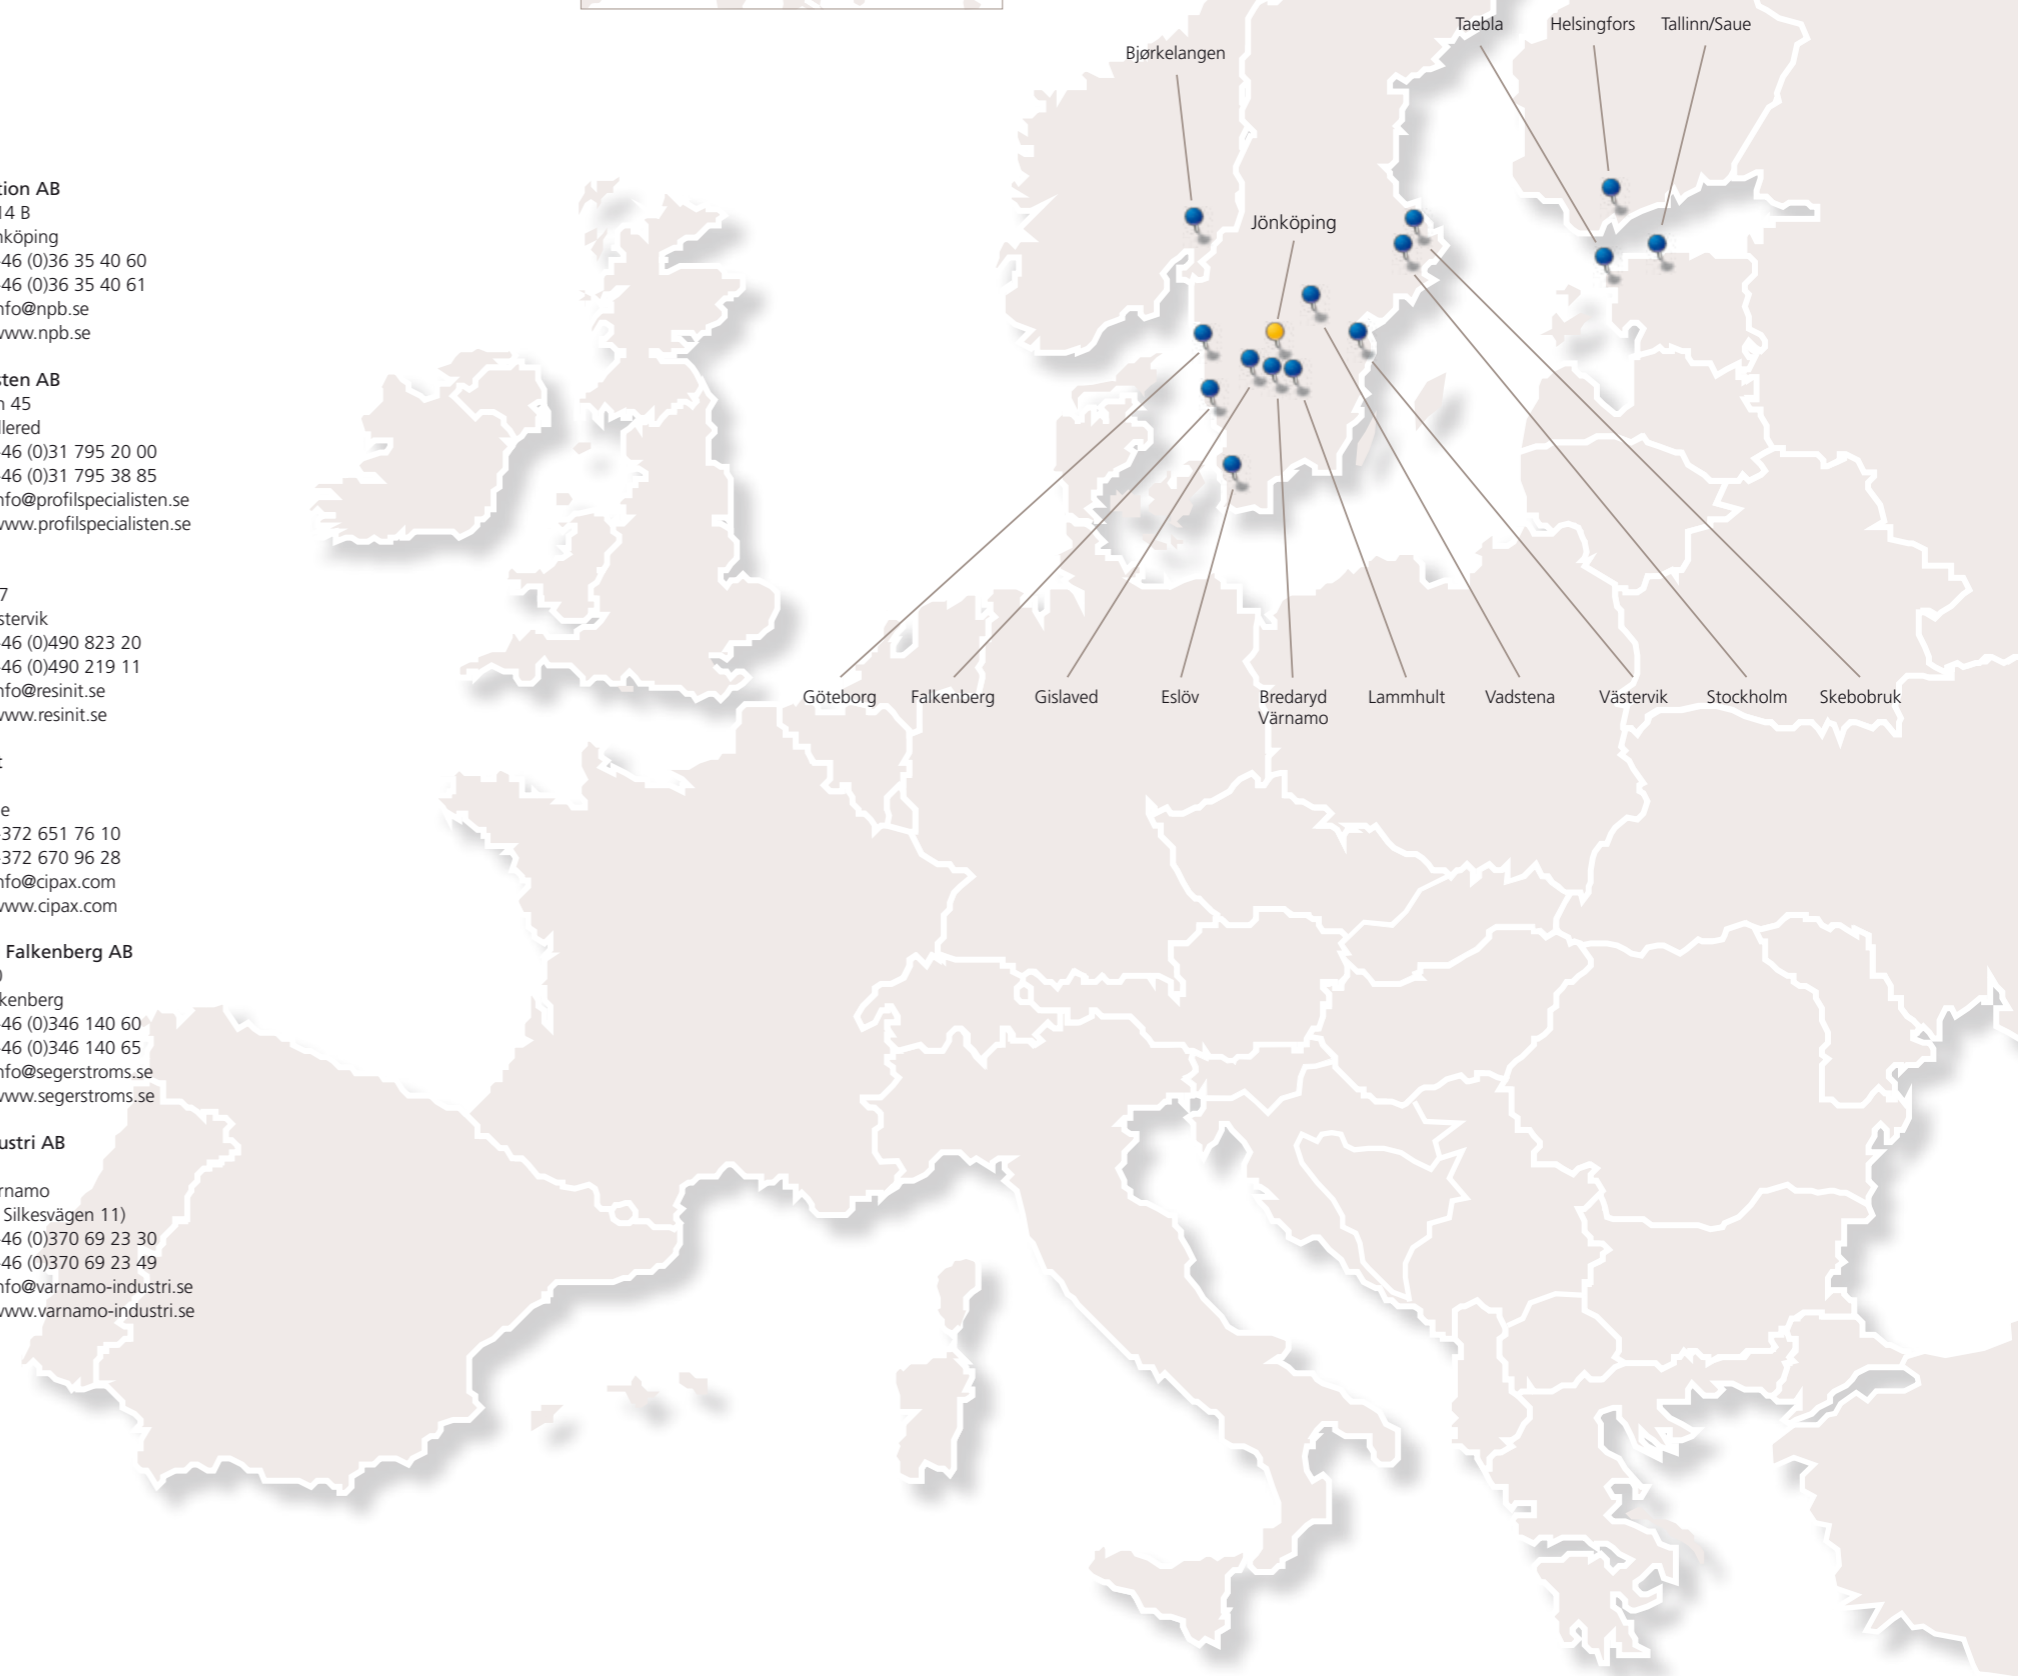 tion AB
14 B
nköping
46 (0)36 35 40 60
46 (0)36 35 40 61
nfo@npb.se
www.npb.se
sten AB
n 45
llered
46 (0)31 795 20 00
46 (0)31 795 38 85
nfo@profilspecialisten.se
www.profilspecialisten.se
7
stervik
46 (0)490 823 20
46 (0)490 219 11
nfo@resinit.se
www.resinit.se
t
e
372 651 76 10
372 670 96 28
nfo@cipax.com
www.cipax.com
Falkenberg AB
0
kenberg
46 (0)346 140 60
46 (0)346 140 65
nfo@segerstroms.se
www.segerstroms.se
ustri AB
rnamo
Silkesvägen 11)
46 (0)370 69 23 30
46 (0)370 69 23 49
nfo@varnamo-industri.se
www.varnamo-industri.se
Taebla
Helsingfors
Tallinn/Saue
Bjørkelangen
Jönköping
Göteborg
Falkenberg
Gislaved
Eslöv
Bredaryd
Värnamo
Lammhult
Vadstena
Västervik
Stockholm
Skebobruk